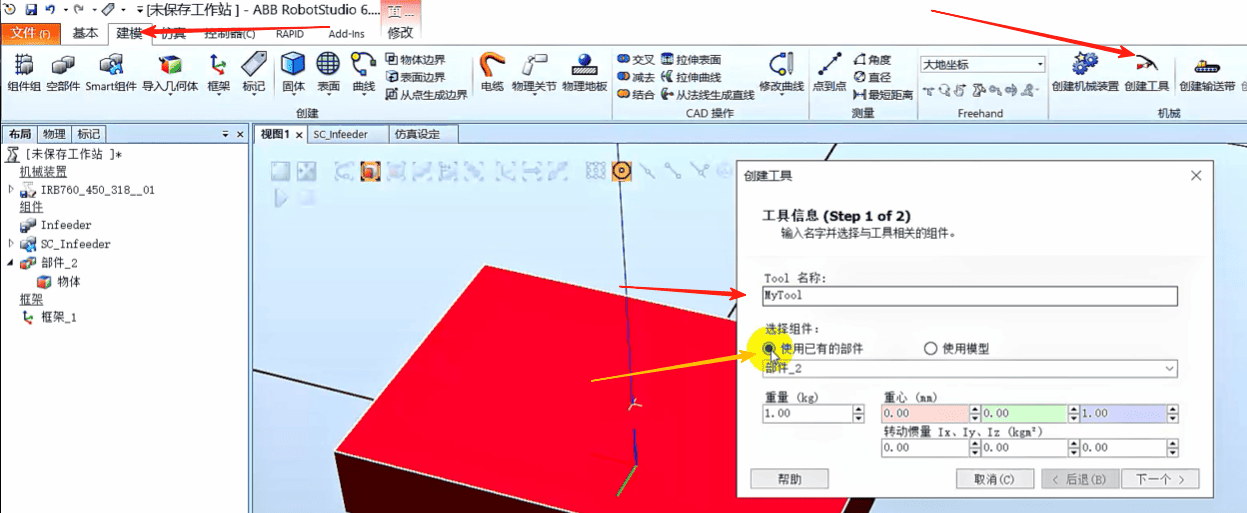 [未保存工作站 ] - ABB RobotStudio 6....
文件(F) 基本 建模 仿真 控制器(C) RAPID Add-Ins 修改
组件组 空部件 Smart组件 导入几何体 框架 标记 固体 表面 曲线
物体边界
表面边界
从点生成边界
创建
电缆 物理关节 物理地板
交叉 拉伸表面
减去 拉伸曲线
结合 从法线生成直线
修改曲线
CAD 操作
点到点
角度
直径
最短距离
测量
大地坐标
Freehand
创建机械装置 创建工具 创建输送带
机械
布局 物理 标记
视图1 SC_Infeeder 仿真设定
[未保存工作站 ]*
机械装置
IRB760_450_318__01
组件
Infeeder
SC_Infeeder
部件_2
物体
框架
框架_1
创建工具
工具信息 (Step 1 of 2)
输入名字并选择与工具相关的组件。
Tool 名称:
MyTool
选择组件:
使用已有的部件 使用模型
部件_2
重量 (kg) 重心 (mm)
1.00 0.00 0.00 1.00
转动惯量 Ix、Iy、Iz (kgm²)
0.00 0.00 0.00
帮助 取消(C) < 后退(B) 下一个 >